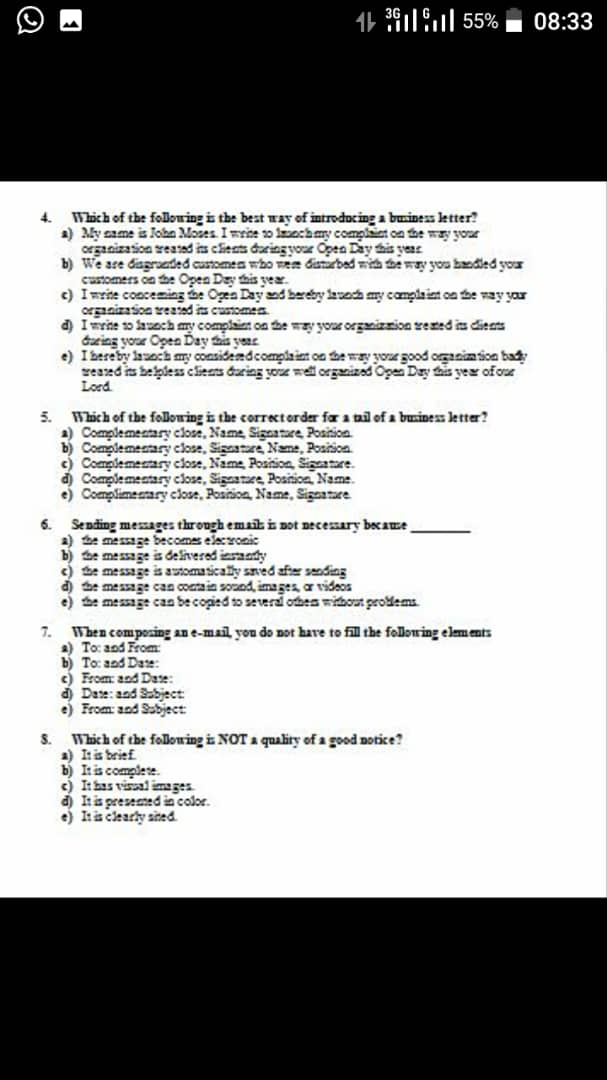 3G G 55% 08:33
4. Which of the following is the best way of introducing a business letter?
a) My name is John Moses. I write to launch my complaint on the way your
organization treated its clients during your Open Day this year.
b) We are disgruntled customers who were disturbed with the way you handled your
customers on the Open Day this year.
c) I write concerning the Open Day and hereby launch my complaint on the way your
organization treated its customers.
d) I write to launch my complaint on the way your organization treated its clients
during your Open Day this year.
e) I hereby launch my considered complaint on the way your good organization badly
treated its helpless clients during your well organized Open Day this year of our
Lord.
5. Which of the following is the correct order for a tail of a business letter?
a) Complementary close, Name, Signature, Position.
b) Complementary close, Signature, Name, Position.
c) Complementary close, Name, Position, Signature.
d) Complementary close, Signature, Position, Name.
e) Complimentary close, Position, Name, Signature.
6. Sending messages through emails is not necessary because ________
a) the message becomes electronic
b) the message is delivered instantly
c) the message is automatically saved after sending
d) the message can contain sound, images, or videos
e) the message can be copied to several others without problems.
7. When composing an e-mail, you do not have to fill the following elements
a) To: and From:
b) To: and Date:
c) From: and Date:
d) Date: and Subject:
e) From: and Subject:
8. Which of the following is NOT a quality of a good notice?
a) It is brief.
b) It is complete.
c) It has visual images.
d) It is presented in color.
e) It is clearly sited.